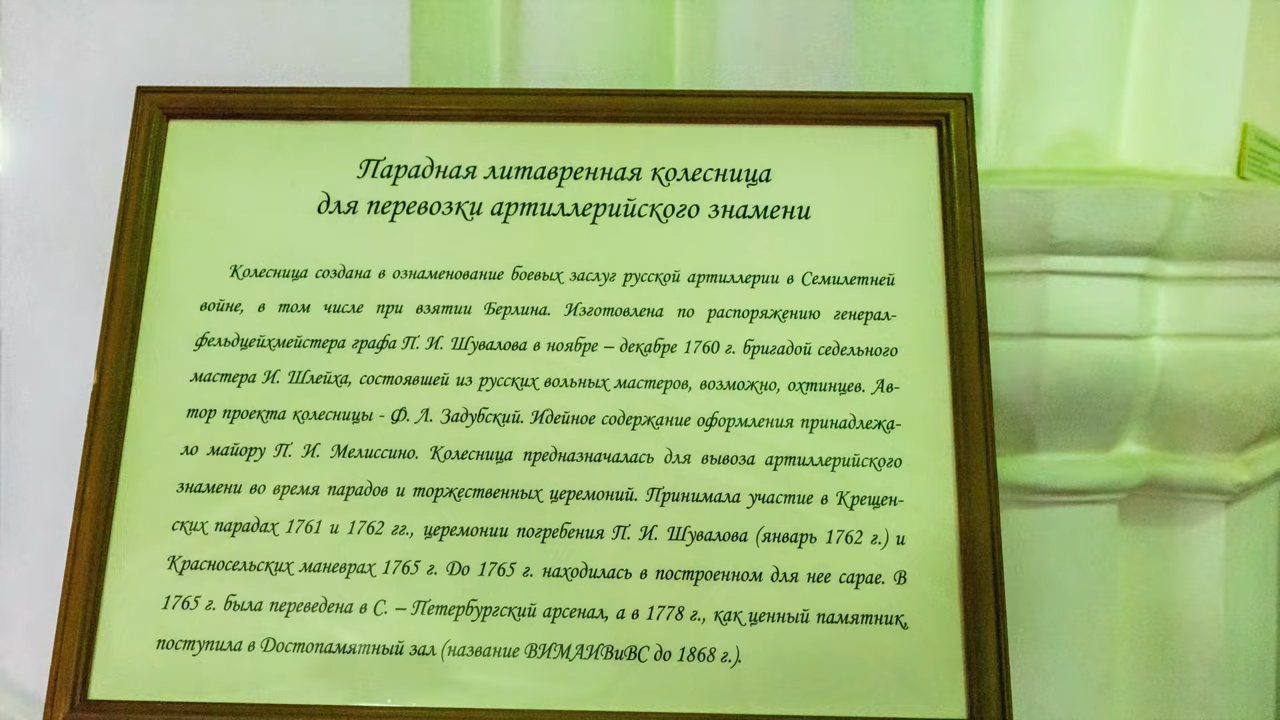 Парадная литавренная колесница
для перевозки артиллерийского знамени
Колесница создана в ознаменование боевых заслуг русской артиллерии в Семилетней
войне, в том числе при взятии Берлина. Изготовлена по распоряжению генерал-
фельдцейхмейстера графа П. И. Шувалова в ноябре – декабре 1760 г. бригадой седельного
мастера И. Шлейха, состоявшей из русских вольных мастеров, возможно, охтинцев. Ав-
тор проекта колесницы - Ф. Л. Задубский. Идейное содержание оформления принадлежа-
ло майору П. И. Мелиссино. Колесница предназначалась для вывоза артиллерийского
знамени во время парадов и торжественных церемоний. Принимала участие в Крещен-
ских парадах 1761 и 1762 гг., церемонии погребения П. И. Шувалова (январь 1762 г.) и
Красносельских маневрах 1765 г. До 1765 г. находилась в построенном для нее сарае. В
1765 г. была переведена в С. – Петербургский арсенал, а в 1778 г., как ценный памятник,
поступила в Достопамятный зал (название ВИМАИВиВС до 1868 г.).